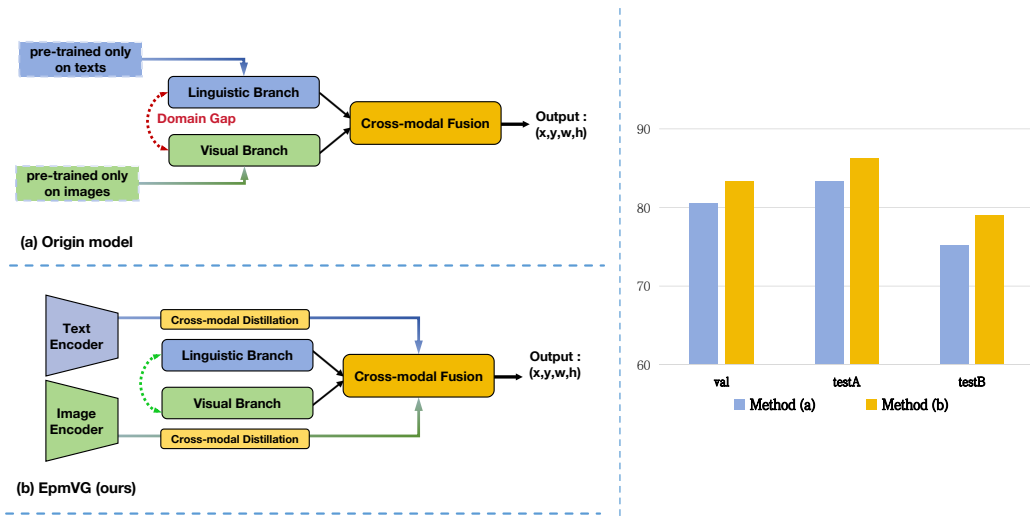 pre-trained only
on texts
Linguistic Branch
Domain Gap
Visual Branch
pre-trained only
on images
Cross-modal Fusion
Output :
(x,y,w,h)
(a) Origin model
Text
Encoder
Image
Encoder
Cross-modal Distillation
Linguistic Branch
Visual Branch
Cross-modal Distillation
Cross-modal Fusion
Output :
(x,y,w,h)
(b) EpmVG (ours)
90
80
70
60
val
testA
testB
Method (a)
Method (b)